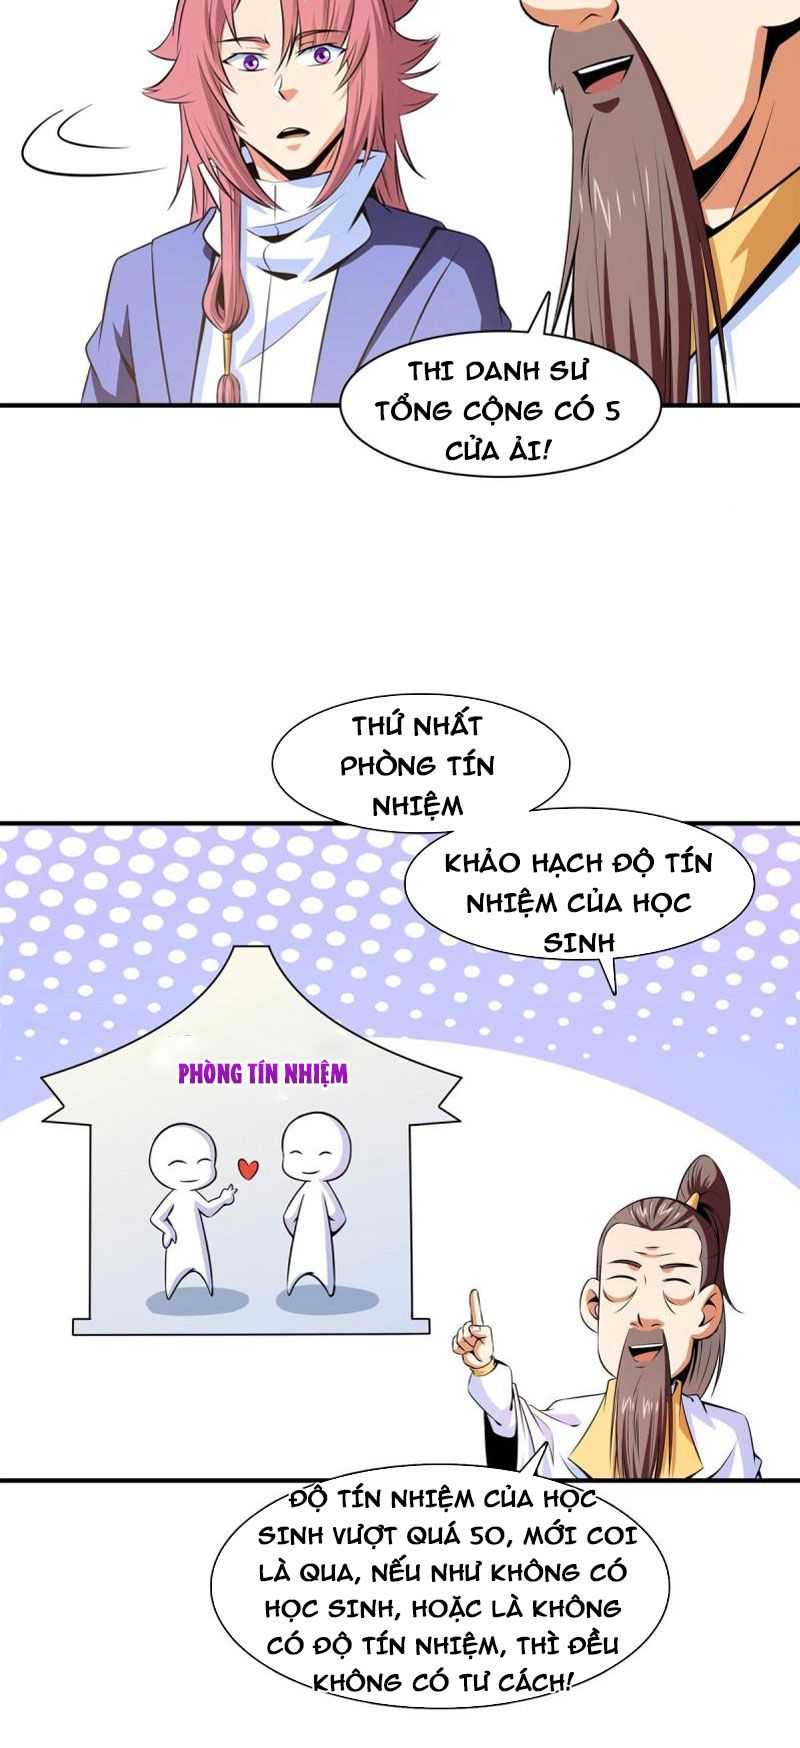 THI DANH SƯ
TỔNG CỘNG CÓ 5
CỬA ẢI!
THỨ NHẤT
PHÒNG TÍN
NHIỆM
KHẢO HẠCH ĐỘ TÍN
NHIỆM CỦA HỌC
SINH
PHÒNG TÍN NHIỆM
ĐỘ TÍN NHIỆM CỦA HỌC
SINH VƯỢT QUÁ 50, MỚI COI
LÀ QUA, NẾU NHƯ KHÔNG CÓ
HỌC SINH, HOẶC LÀ KHÔNG
CÓ ĐỘ TÍN NHIỆM, THÌ ĐỀU
KHÔNG CÓ TƯ CÁCH!